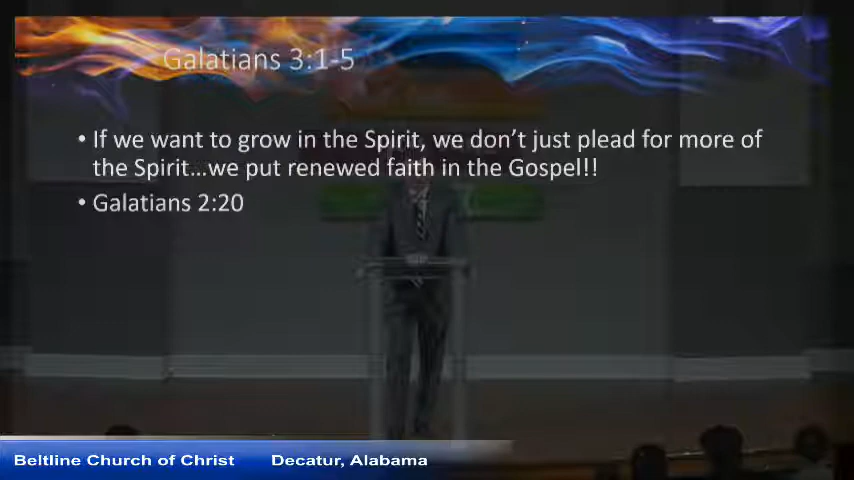 Galatians 3:1-5
• If we want to grow in the Spirit, we don’t just plead for more of
the Spirit…we put renewed faith in the Gospel!!
• Galatians 2:20
Beltline Church of Christ Decatur, Alabama